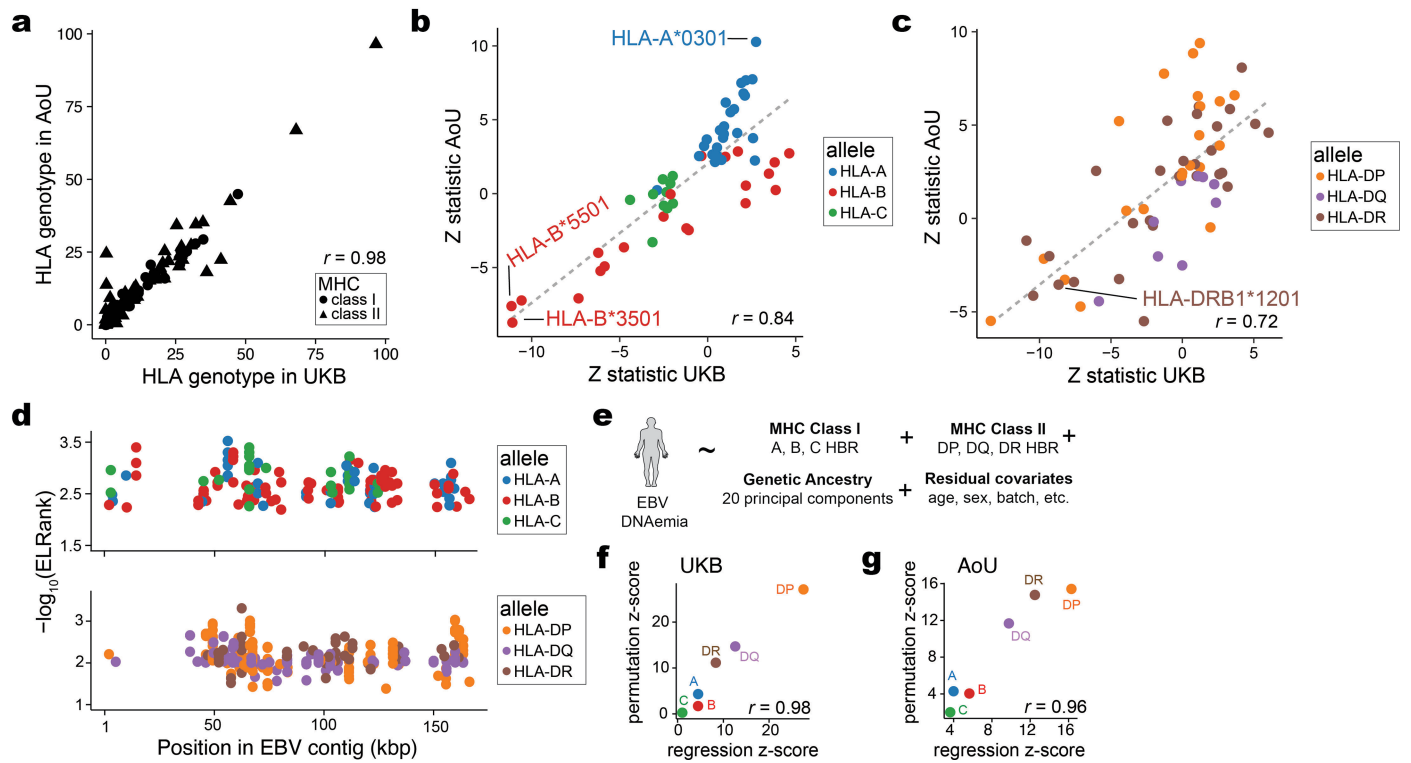 a
HLA genotype in AoU
100
75
50
25
0
0
25
50
75
100
HLA genotype in UKB
r = 0.98
MHC
class I
class II
b
Z statistic AoU
10
5
0
−5
−10
−5
0
5
Z statistic UKB
HLA-A*0301
HLA-B*5501
HLA-B*3501
r = 0.84
allele
HLA-A
HLA-B
HLA-C
c
Z statistic AoU
10
5
0
−5
−10
−5
0
5
Z statistic UKB
HLA-DRB1*1201
r = 0.72
allele
HLA-DP
HLA-DQ
HLA-DR
d
−log10(ELRank)
3.5
2.5
1.5
allele
HLA-A
HLA-B
HLA-C
3
2
1
allele
HLA-DP
HLA-DQ
HLA-DR
1
50
100
150
Position in EBV contig (kbp)
e
EBV
DNAemia
~
MHC Class I
A, B, C HBR
+
MHC Class II
DP, DQ, DR HBR
+
Genetic Ancestry
20 principal components
+
Residual covariates
age, sex, batch, etc.
f
UKB
permutation z-score
20
10
0
0
10
20
regression z-score
DP
DR
DQ
A
C
B
r = 0.98
g
AoU
permutation z-score
16
12
8
4
4
8
12
16
regression z-score
DR
DP
DQ
A
B
C
r = 0.96